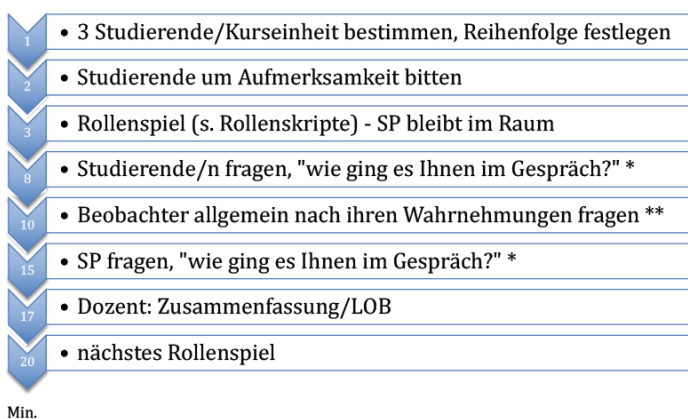 1 • 3 Studierende/Kurseinheit bestimmen, Reihenfolge festlegen
2 • Studierende um Aufmerksamkeit bitten
3 • Rollenspiel (s. Rollenskripte) - SP bleibt im Raum
8 • Studierende/n fragen, "wie ging es Ihnen im Gespräch?" *
10 • Beobachter allgemein nach ihren Wahrnehmungen fragen **
15 • SP fragen, "wie ging es Ihnen im Gespräch?" *
17 • Dozent: Zusammenfassung/LOB
20 • nächstes Rollenspiel
Min.